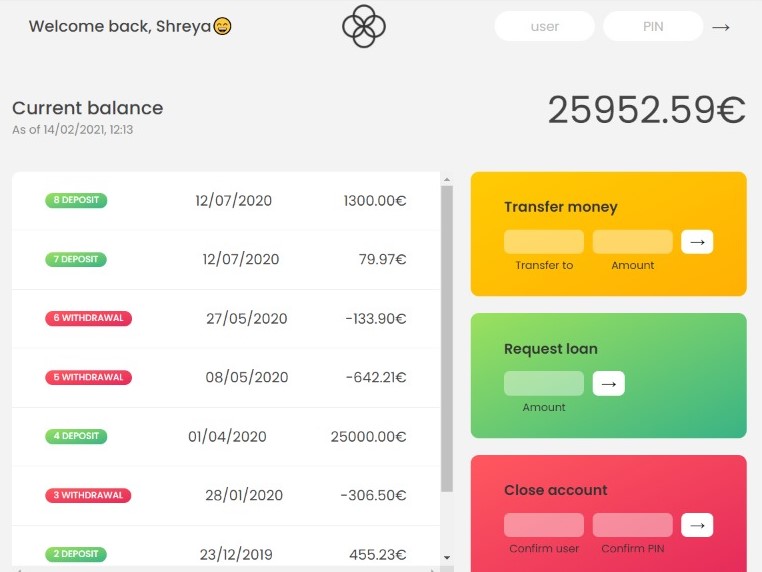 Welcome back, Shreya😄
user
PIN
→
Current balance
As of 14/02/2021, 12:13
25952.59€
8 DEPOSIT 12/07/2020 1300.00€
7 DEPOSIT 12/07/2020 79.97€
6 WITHDRAWAL 27/05/2020 -133.90€
5 WITHDRAWAL 08/05/2020 -642.21€
4 DEPOSIT 01/04/2020 25000.00€
3 WITHDRAWAL 28/01/2020 -306.50€
2 DEPOSIT 23/12/2019 455.23€
Transfer money
→
Transfer to Amount
Request loan
→
Amount
Close account
→
Confirm user Confirm PIN